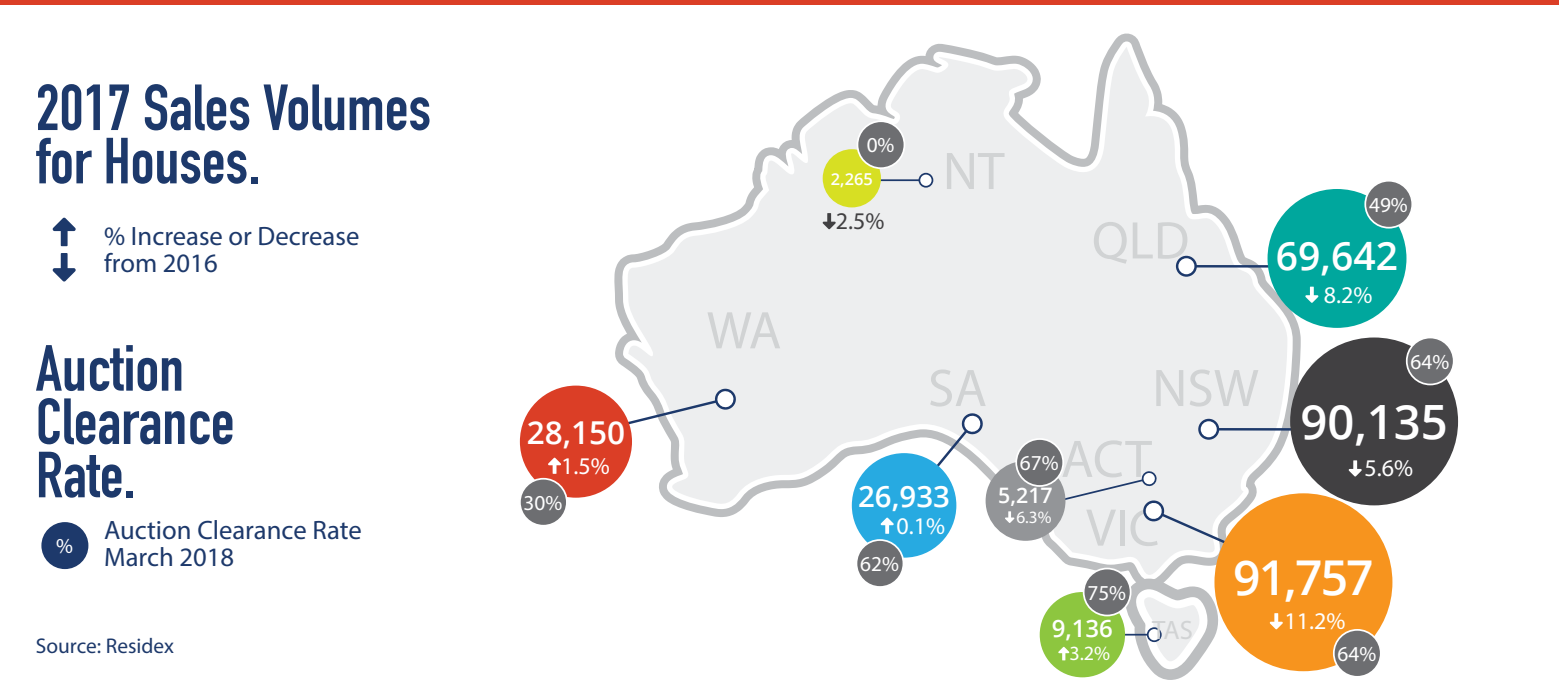 2017 Sales Volumes
for Houses.
% Increase or Decrease
from 2016
Auction
Clearance
Rate.
%
Auction Clearance Rate
March 2018
Source: Residex
0%
2,265
2.5%
NT
QLD
49%
69,642
8.2%
WA
28,150
1.5%
30%
SA
26,933
0.1%
62%
NSW
64%
90,135
5.6%
ACT
67%
5,217
6.3%
VIC
91,757
11.2%
64%
75%
9,136
3.2%
TAS